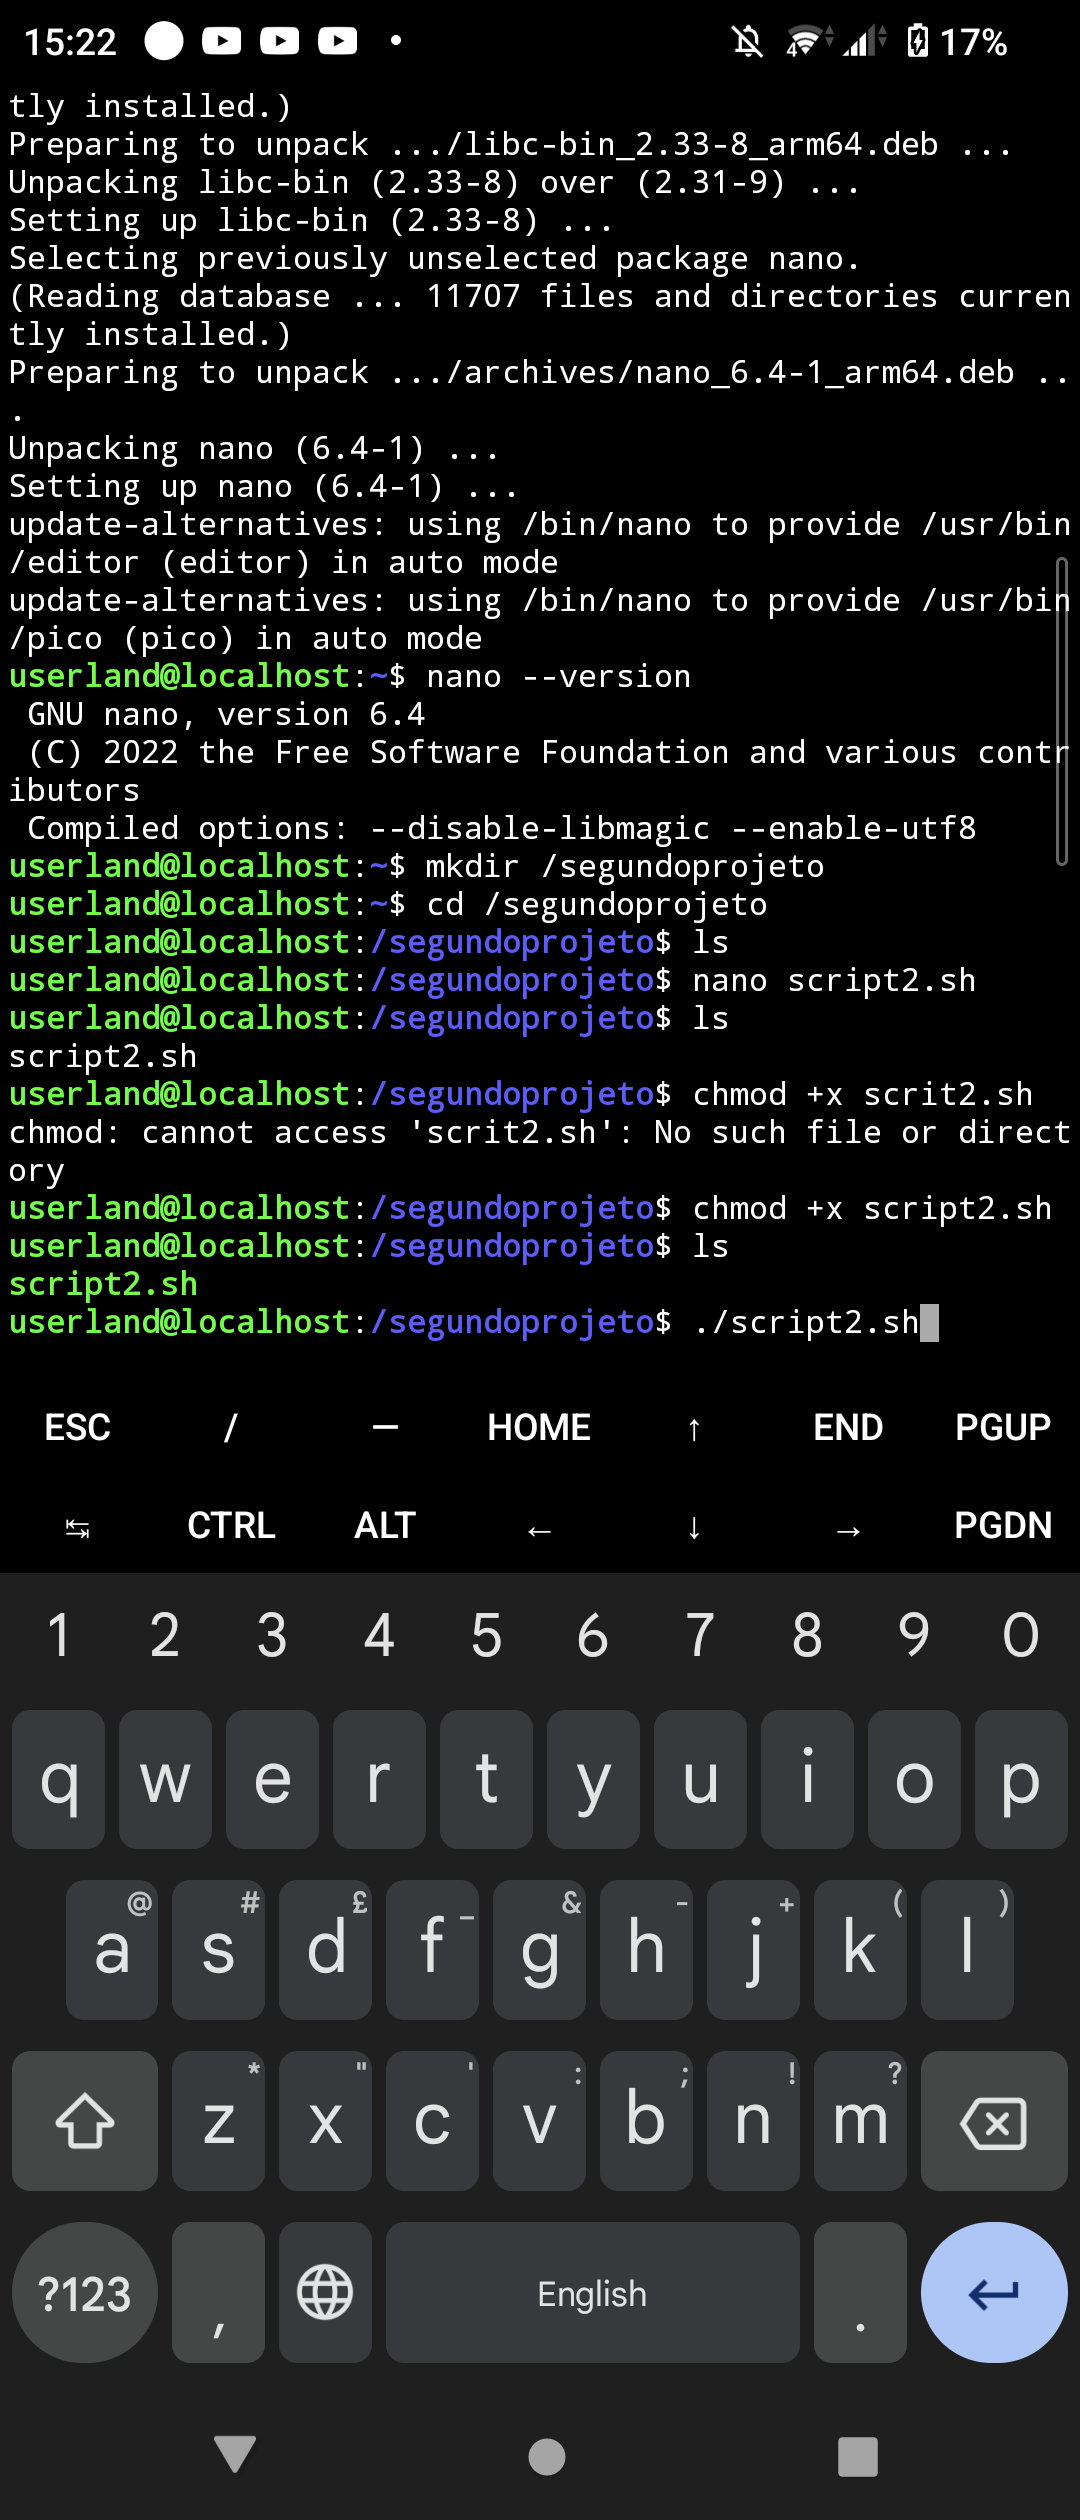 15:22 4 17%
tly installed.)
Preparing to unpack .../libc-bin_2.33-8_arm64.deb ...
Unpacking libc-bin (2.33-8) over (2.31-9) ...
Setting up libc-bin (2.33-8) ...
Selecting previously unselected package nano.
(Reading database ... 11707 files and directories curren
tly installed.)
Preparing to unpack .../archives/nano_6.4-1_arm64.deb ..
.
Unpacking nano (6.4-1) ...
Setting up nano (6.4-1) ...
update-alternatives: using /bin/nano to provide /usr/bin
/editor (editor) in auto mode
update-alternatives: using /bin/nano to provide /usr/bin
/pico (pico) in auto mode
userland@localhost:~$ nano --version
 GNU nano, version 6.4
 (C) 2022 the Free Software Foundation and various contr
ibutors
 Compiled options: --disable-libmagic --enable-utf8
userland@localhost:~$ mkdir /segundoprojeto
userland@localhost:~$ cd /segundoprojeto
userland@localhost:/segundoprojeto$ ls
userland@localhost:/segundoprojeto$ nano script2.sh
userland@localhost:/segundoprojeto$ ls
script2.sh
userland@localhost:/segundoprojeto$ chmod +x scrit2.sh
chmod: cannot access 'scrit2.sh': No such file or direct
ory
userland@localhost:/segundoprojeto$ chmod +x script2.sh
userland@localhost:/segundoprojeto$ ls
script2.sh
userland@localhost:/segundoprojeto$ ./script2.sh
ESC / — HOME ↑ END PGUP
↹ CTRL ALT ← ↓ → PGDN
1 2 3 4 5 6 7 8 9 0
q w e r t y u i o p
@ # £ _ & - + ( )
a s d f g h j k l
* " ' : ; ! ?
z x c v b n m
?123 , English .